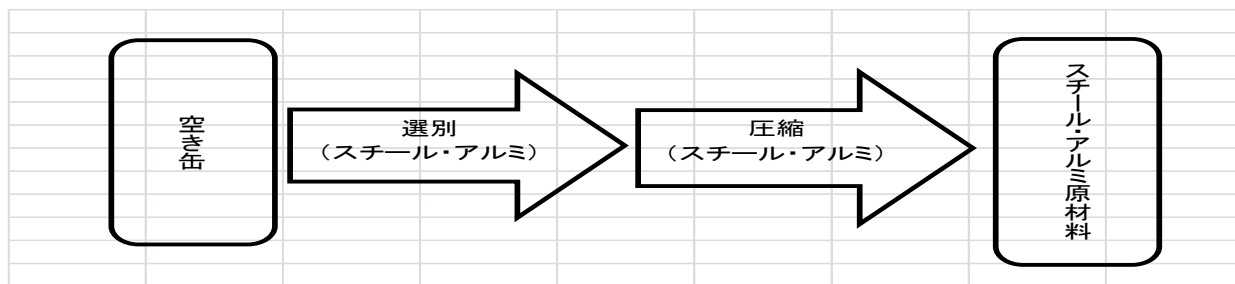 空き缶
選別
(スチール・アルミ)
圧縮
(スチール・アルミ)
スチール・アルミ原材料